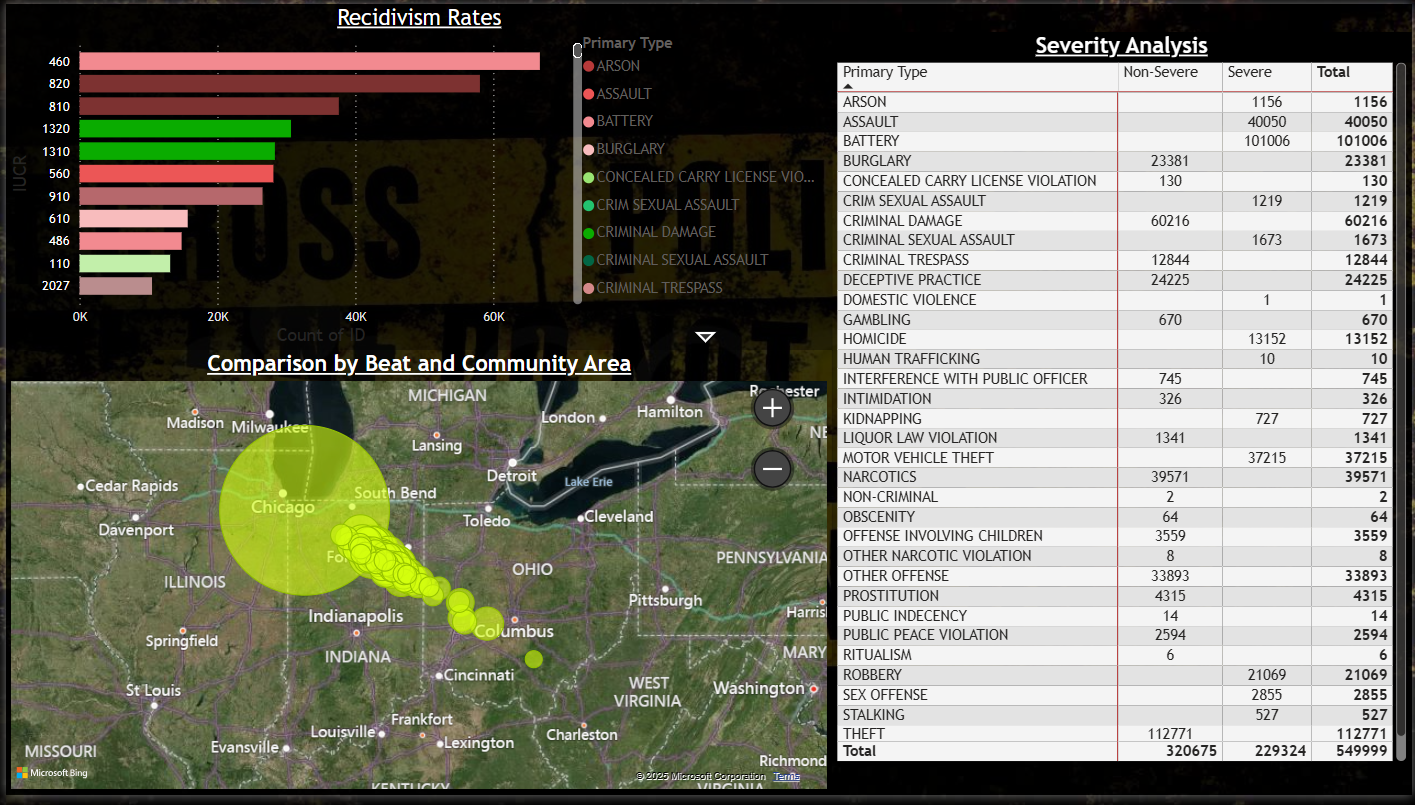 Recidivism Rates
Primary Type
460
820
810
1320
1310
560
910
610
486
110
2027
IUCR
0K
20K
40K
60K
Count of ID
ARSON
ASSAULT
BATTERY
BURGLARY
CONCEALED CARRY LICENSE VIO...
CRIM SEXUAL ASSAULT
CRIMINAL DAMAGE
CRIMINAL SEXUAL ASSAULT
CRIMINAL TRESPASS
Comparison by Beat and Community Area
MICHIGAN
Rochester
Madison
Milwaukee
London
Hamilton
Lansing
Detroit
Cedar Rapids
South Bend
Lake Erie
Chicago
Davenport
Toledo
Cleveland
PENNSYLVANIA
OHIO
ILLINOIS
Pittsburgh
Indianapolis
Columbus
Springfield
INDIANA
Cincinnati
St Louis
WEST
VIRGINIA
Washington
Frankfort
Louisville
Lexington
Charleston
Evansville
MISSOURI
Richmond
KENTUCKY
VIRGINIA
Microsoft Bing
© 2025 Microsoft Corporation Terms
Severity Analysis
Primary Type Non-Severe Severe Total
ARSON 1156 1156
ASSAULT 40050 40050
BATTERY 101006 101006
BURGLARY 23381 23381
CONCEALED CARRY LICENSE VIOLATION 130 130
CRIM SEXUAL ASSAULT 1219 1219
CRIMINAL DAMAGE 60216 60216
CRIMINAL SEXUAL ASSAULT 1673 1673
CRIMINAL TRESPASS 12844 12844
DECEPTIVE PRACTICE 24225 24225
DOMESTIC VIOLENCE 1 1
GAMBLING 670 670
HOMICIDE 13152 13152
HUMAN TRAFFICKING 10 10
INTERFERENCE WITH PUBLIC OFFICER 745 745
INTIMIDATION 326 326
KIDNAPPING 727 727
LIQUOR LAW VIOLATION 1341 1341
MOTOR VEHICLE THEFT 37215 37215
NARCOTICS 39571 39571
NON-CRIMINAL 2 2
OBSCENITY 64 64
OFFENSE INVOLVING CHILDREN 3559 3559
OTHER NARCOTIC VIOLATION 8 8
OTHER OFFENSE 33893 33893
PROSTITUTION 4315 4315
PUBLIC INDECENCY 14 14
PUBLIC PEACE VIOLATION 2594 2594
RITUALISM 6 6
ROBBERY 21069 21069
SEX OFFENSE 2855 2855
STALKING 527 527
THEFT 112771 112771
Total 320675 229324 549999